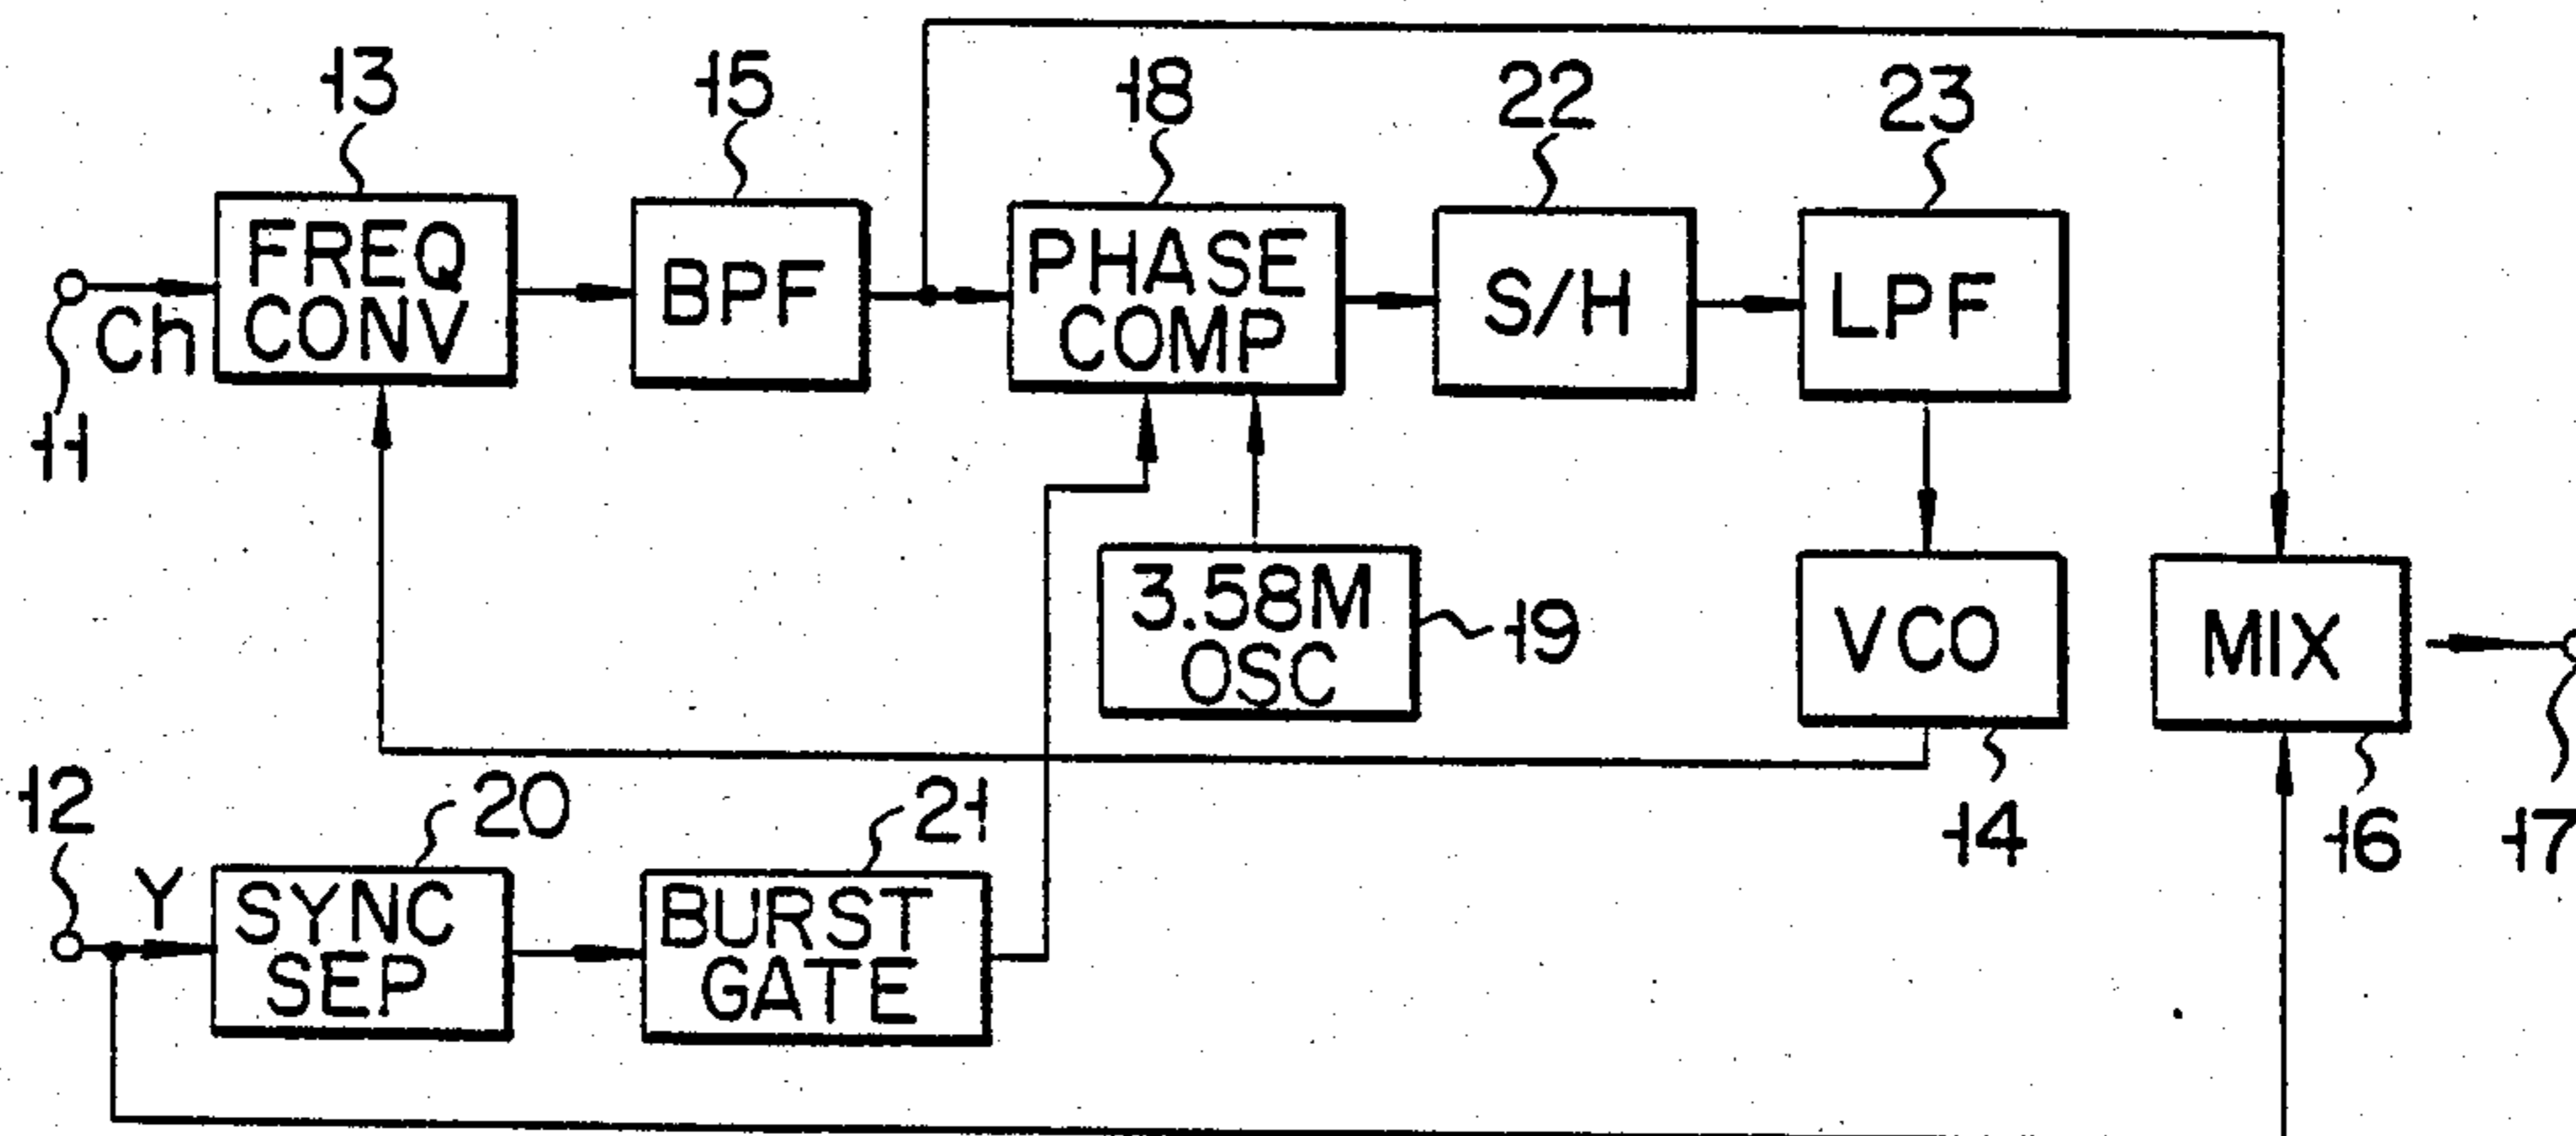 13
15
18
22
23
FREQ
CONV
BPF
PHASE
COMP
S/H
LPF
Ch
11
3.58M
OSC
19
VCO
MIX
12
20
21
14
16
17
Y
SYNC
SEP
BURST
GATE